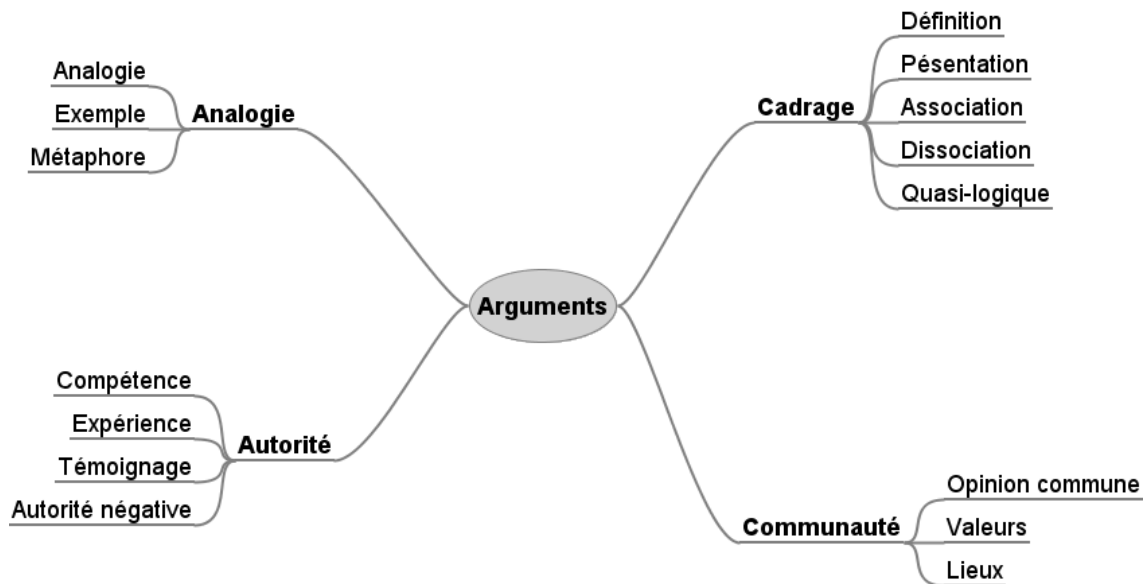 Analogie
Exemple
Métaphore
Analogie
Compétence
Expérience
Témoignage
Autorité négative
Autorité
Arguments
Cadrage
Définition
Pésentation
Association
Dissociation
Quasi-logique
Communauté
Opinion commune
Valeurs
Lieux